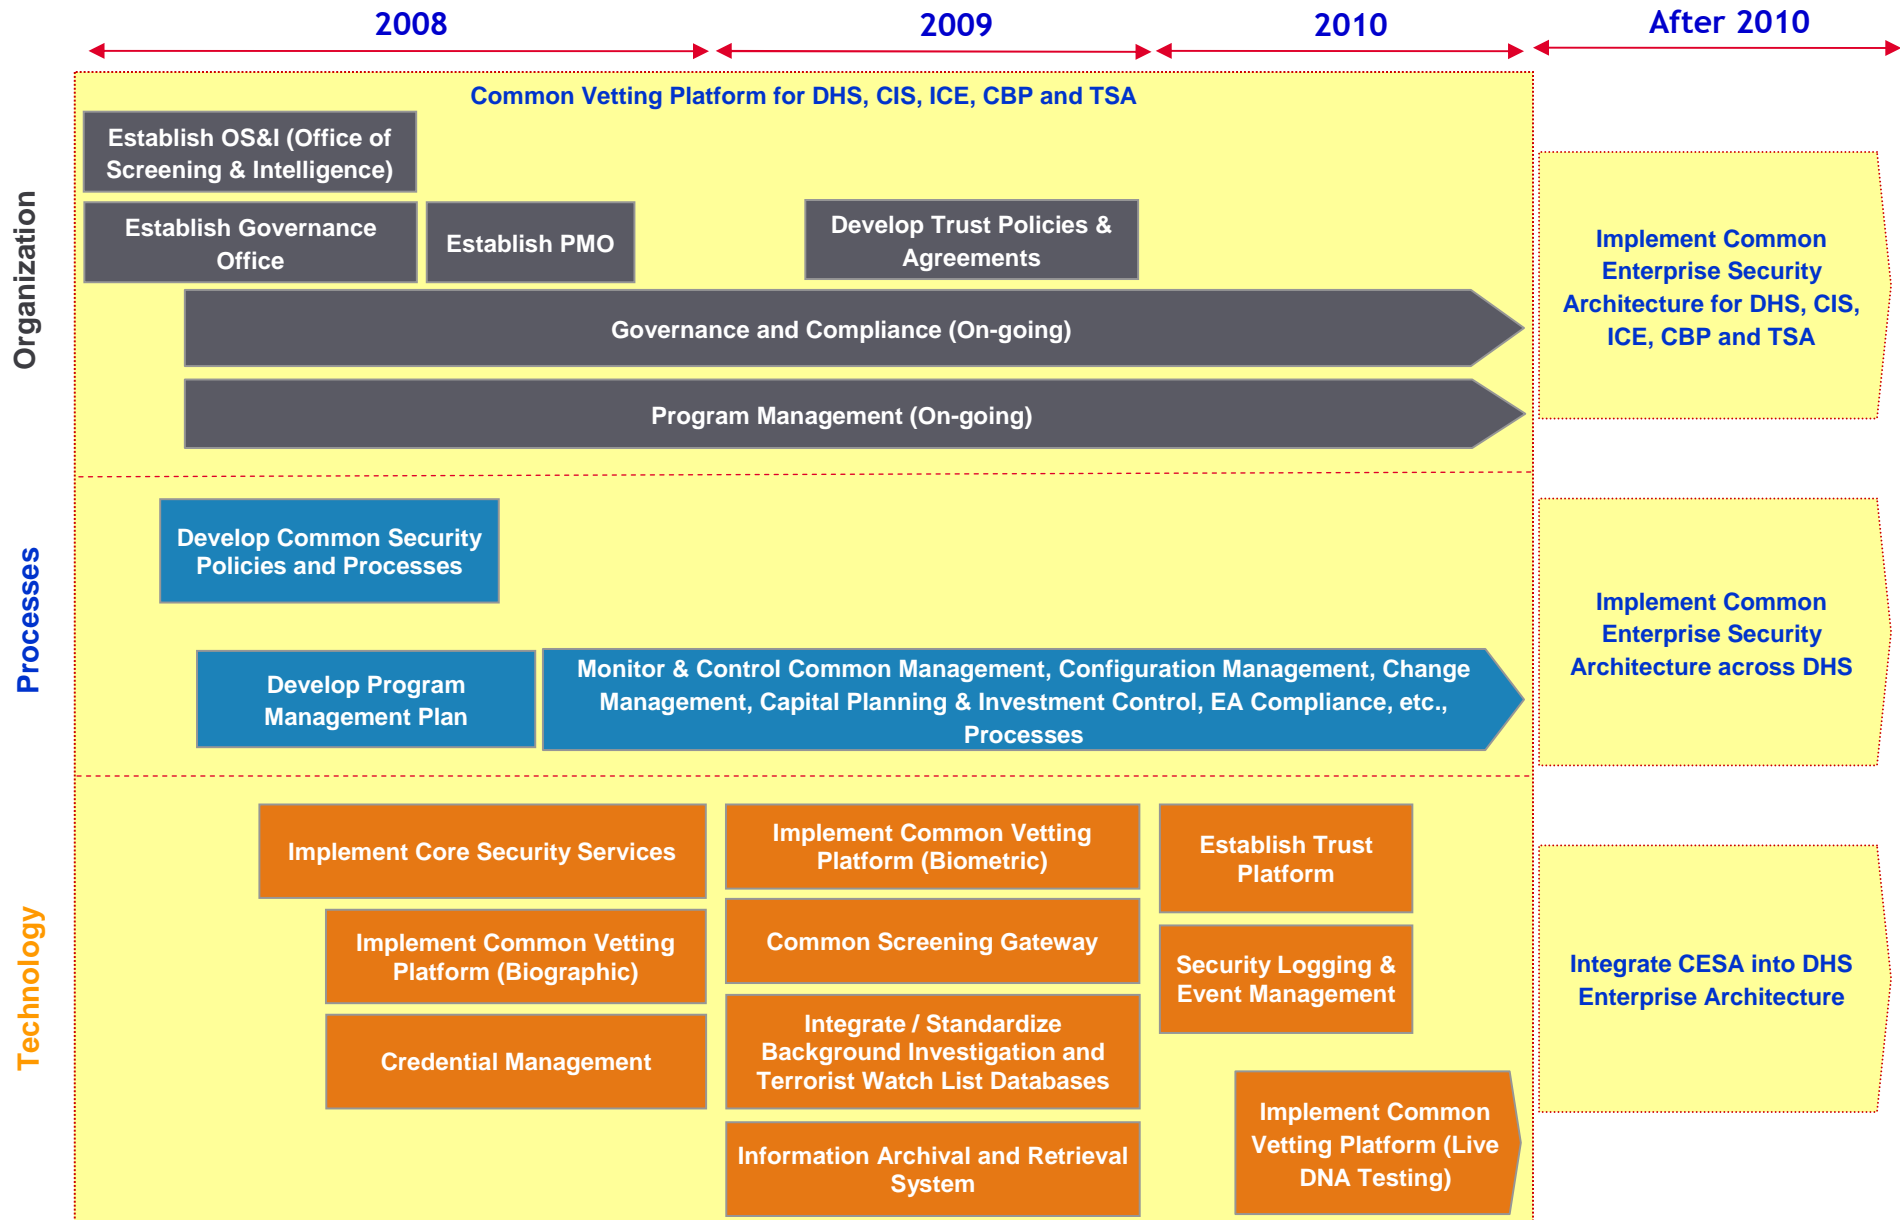 2008
2009
2010
After 2010
Common Vetting Platform for DHS, CIS, ICE, CBP and TSA
Organization
Establish OS&I (Office of
Screening & Intelligence)
Establish Governance
Office
Establish PMO
Develop Trust Policies &
Agreements
Governance and Compliance (On-going)
Program Management (On-going)
Implement Common
Enterprise Security
Architecture for DHS, CIS,
ICE, CBP and TSA
Processes
Develop Common Security
Policies and Processes
Develop Program
Management Plan
Monitor & Control Common Management, Configuration Management, Change
Management, Capital Planning & Investment Control, EA Compliance, etc.,
Processes
Implement Common
Enterprise Security
Architecture across DHS
Technology
Implement Core Security Services
Implement Common Vetting
Platform (Biographic)
Credential Management
Implement Common Vetting
Platform (Biometric)
Common Screening Gateway
Integrate / Standardize
Background Investigation and
Terrorist Watch List Databases
Information Archival and Retrieval
System
Establish Trust
Platform
Security Logging &
Event Management
Implement Common
Vetting Platform (Live
DNA Testing)
Integrate CESA into DHS
Enterprise Architecture